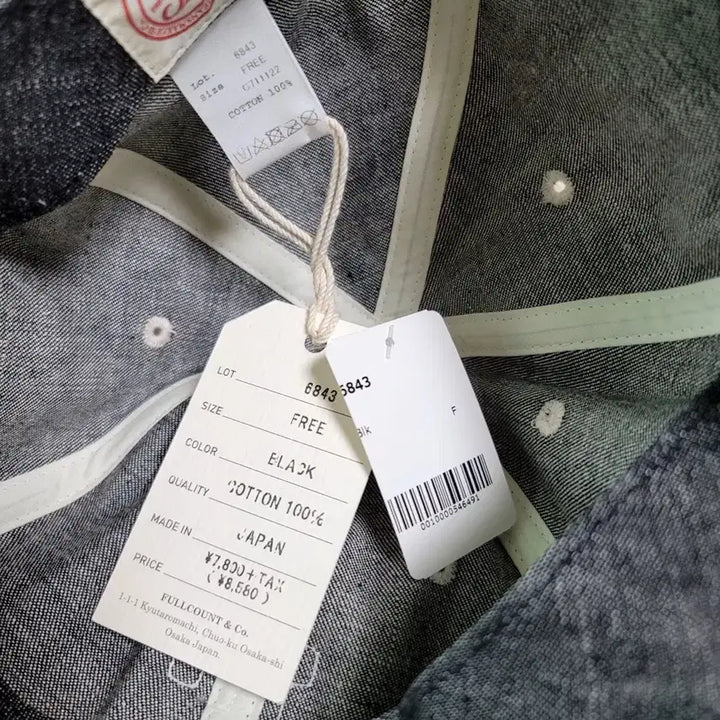 Lot. 6843
Size FREE
C711122
COTTON 100%
LOT 6843
SIZE FREE
COLOR BLACK
QUALITY COTTON 100%
MADE IN JAPAN
PRICE ¥7,800+TAX
(¥8,580)
FULLCOUNT & Co.
1-1-1 Kyutaromachi, Chuo-ku Osaka-shi
Osaka Japan.
6843
Blk
F
0010000546491